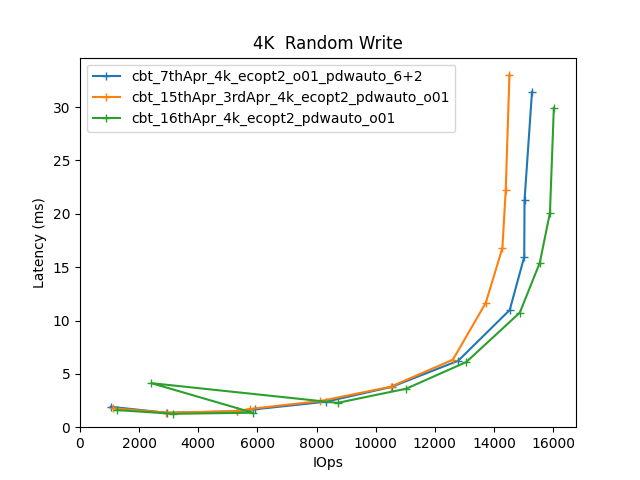 4K  Random Write
cbt_7thApr_4k_ecopt2_o01_pdwauto_6+2
cbt_15thApr_3rdApr_4k_ecopt2_pdwauto_o01
cbt_16thApr_4k_ecopt2_pdwauto_o01
Latency (ms)
30
25
20
15
10
5
0
0 2000 4000 6000 8000 10000 12000 14000 16000
IOps